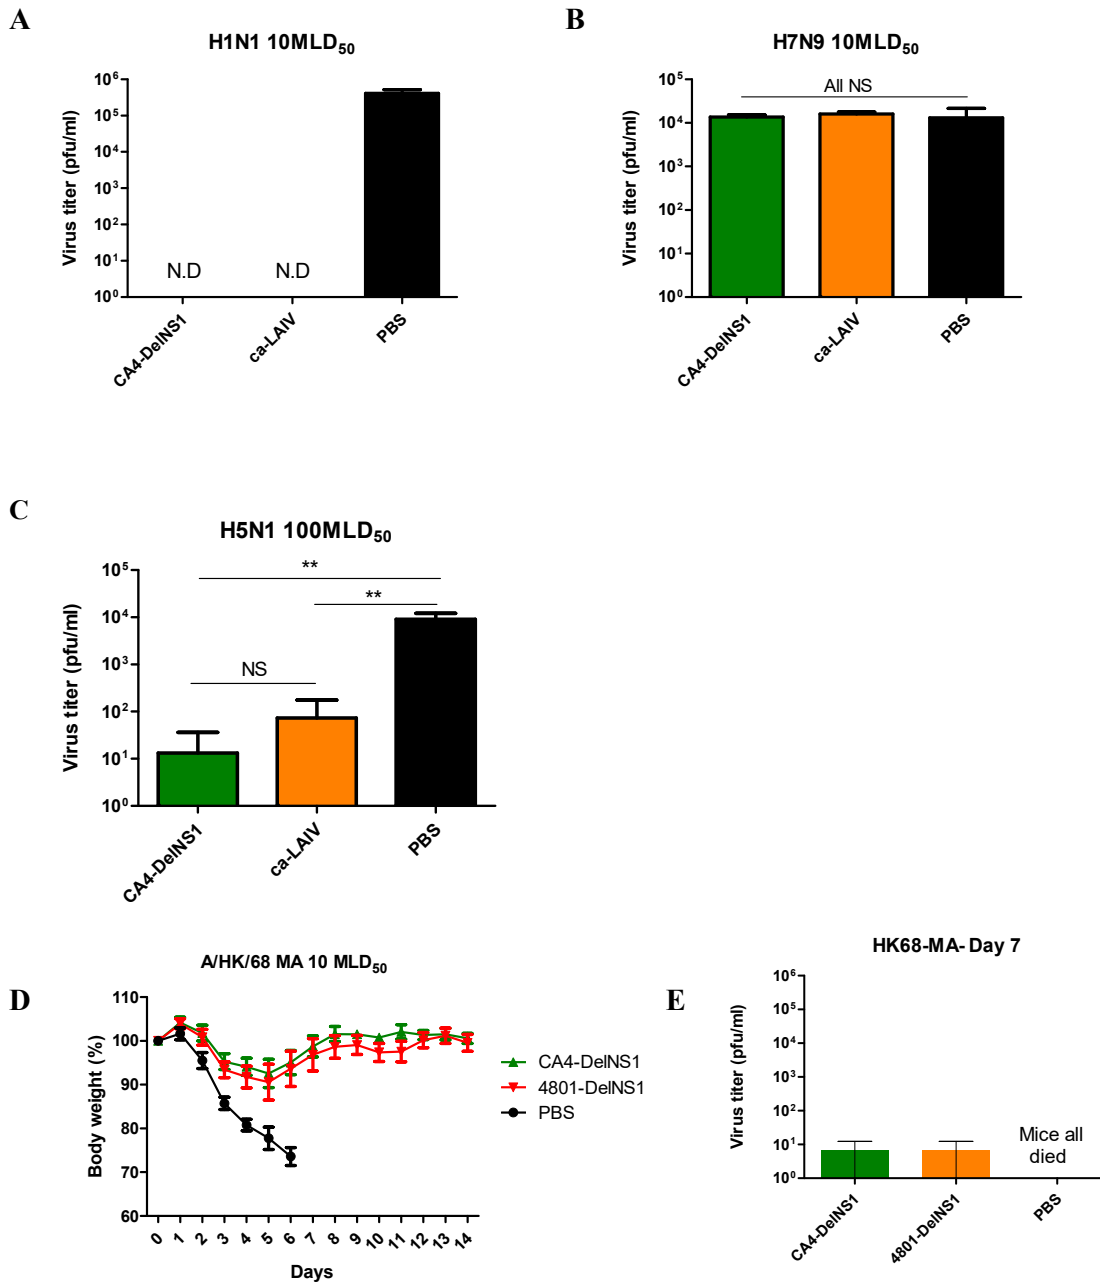 A
H1N1 10MLD₅₀
Virus titer (pfu/ml)
10⁶
10⁵
10⁴
10³
10²
10¹
10⁰
N.D
N.D
CA4-DelNS1
ca-LAIV
PBS
B
H7N9 10MLD₅₀
Virus titer (pfu/ml)
10⁵
10⁴
10³
10²
10¹
10⁰
All NS
CA4-DelNS1
ca-LAIV
PBS
C
H5N1 100MLD₅₀
Virus titer (pfu/ml)
10⁵
10⁴
10³
10²
10¹
10⁰
**
**
NS
CA4-DelNS1
ca-LAIV
PBS
D
A/HK/68 MA 10 MLD₅₀
Body weight (%)
110
100
90
80
70
60
0 1 2 3 4 5 6 7 8 9 10 11 12 13 14
Days
CA4-DelNS1
4801-DelNS1
PBS
E
HK68-MA- Day 7
Virus titer (pfu/ml)
10⁶
10⁵
10⁴
10³
10²
10¹
10⁰
Mice all
died
CA4-DelNS1
4801-DelNS1
PBS